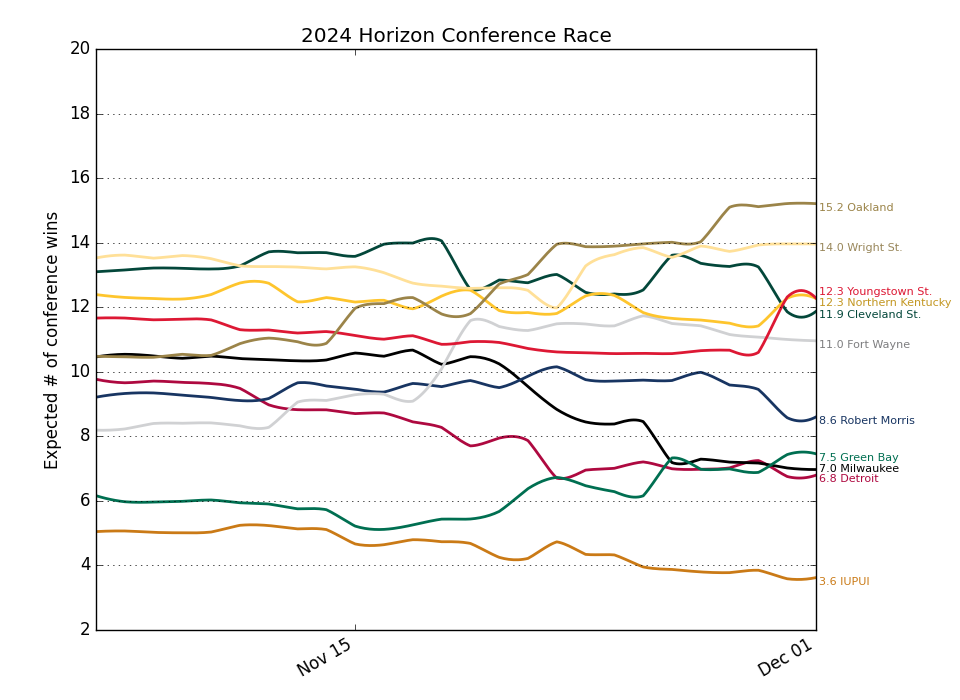 2024 Horizon Conference Race
Expected # of conference wins
20
18
16
14
12
10
8
6
4
2
Nov 15
Dec 01
15.2 Oakland
14.0 Wright St.
12.3 Youngstown St.
12.3 Northern Kentucky
11.9 Cleveland St.
11.0 Fort Wayne
8.6 Robert Morris
7.5 Green Bay
7.0 Milwaukee
6.8 Detroit
3.6 IUPUI